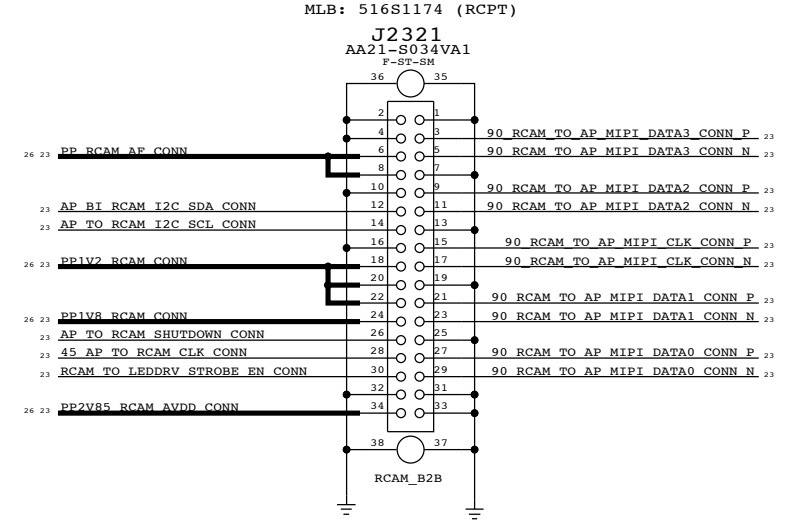 MLB: 516S1174 (RCPT)
J2321
AA21-S034VA1
F-ST-SM
36 35
2 1
4 3 90_RCAM_TO_AP_MIPI_DATA3_CONN_P 23
26 23 PP_RCAM_AF_CONN 6 5 90_RCAM_TO_AP_MIPI_DATA3_CONN_N 23
8 7
10 9 90_RCAM_TO_AP_MIPI_DATA2_CONN_P 23
23 AP_BI_RCAM_I2C_SDA_CONN 12 11 90_RCAM_TO_AP_MIPI_DATA2_CONN_N 23
23 AP_TO_RCAM_I2C_SCL_CONN 14 13
16 15 90_RCAM_TO_AP_MIPI_CLK_CONN_P 23
26 23 PP1V2_RCAM_CONN 18 17 90_RCAM_TO_AP_MIPI_CLK_CONN_N 23
20 19
22 21 90_RCAM_TO_AP_MIPI_DATA1_CONN_P 23
26 23 PP1V8_RCAM_CONN 24 23 90_RCAM_TO_AP_MIPI_DATA1_CONN_N 23
23 AP_TO_RCAM_SHUTDOWN_CONN 26 25
23 45_AP_TO_RCAM_CLK_CONN 28 27 90_RCAM_TO_AP_MIPI_DATA0_CONN_P 23
23 RCAM_TO_LEDDRV_STROBE_EN_CONN 30 29 90_RCAM_TO_AP_MIPI_DATA0_CONN_N 23
32 31
26 23 PP2V85_RCAM_AVDD_CONN 34 33
38 37
RCAM_B2B